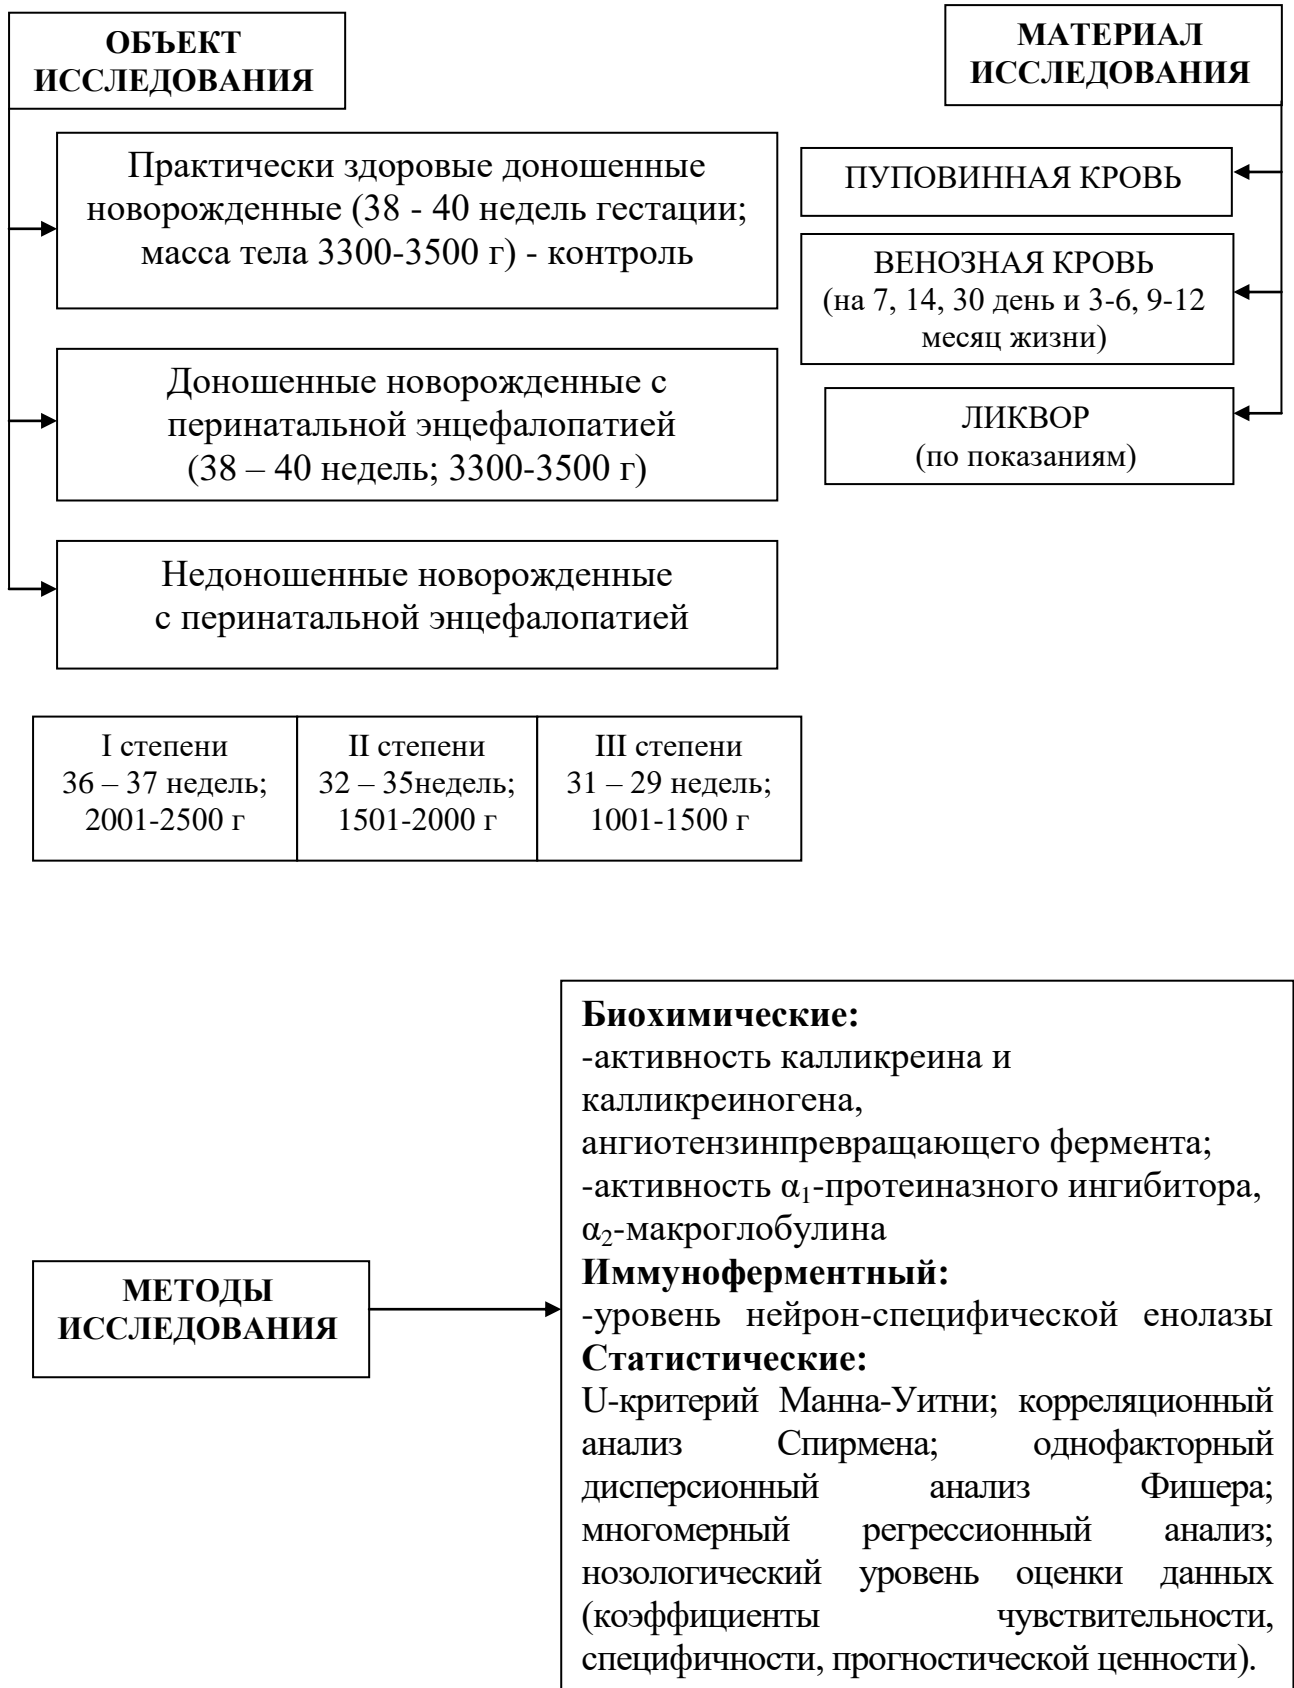 ОБЪЕКТ
ИССЛЕДОВАНИЯ
Практически здоровые доношенные
новорожденные (38 - 40 недель гестации;
масса тела 3300-3500 г) - контроль
Доношенные новорожденные с
перинатальной энцефалопатией
(38 – 40 недель; 3300-3500 г)
Недоношенные новорожденные
с перинатальной энцефалопатией
I степени
36 – 37 недель;
2001-2500 г
II степени
32 – 35недель;
1501-2000 г
III степени
31 – 29 недель;
1001-1500 г
МАТЕРИАЛ
ИССЛЕДОВАНИЯ
ПУПОВИННАЯ КРОВЬ
ВЕНОЗНАЯ КРОВЬ
(на 7, 14, 30 день и 3-6, 9-12
месяц жизни)
ЛИКВОР
(по показаниям)
МЕТОДЫ
ИССЛЕДОВАНИЯ
Биохимические:
-активность калликреина и
калликреиногена,
ангиотензинпревращающего фермента;
-активность α₁-протеиназного ингибитора,
α₂-макроглобулина
Иммуноферментный:
-уровень нейрон-специфической енолазы
Статистические:
U-критерий Манна-Уитни; корреляционный
анализ Спирмена; однофакторный
дисперсионный анализ Фишера;
многомерный регрессионный анализ;
нозологический уровень оценки данных
(коэффициенты чувствительности,
специфичности, прогностической ценности).